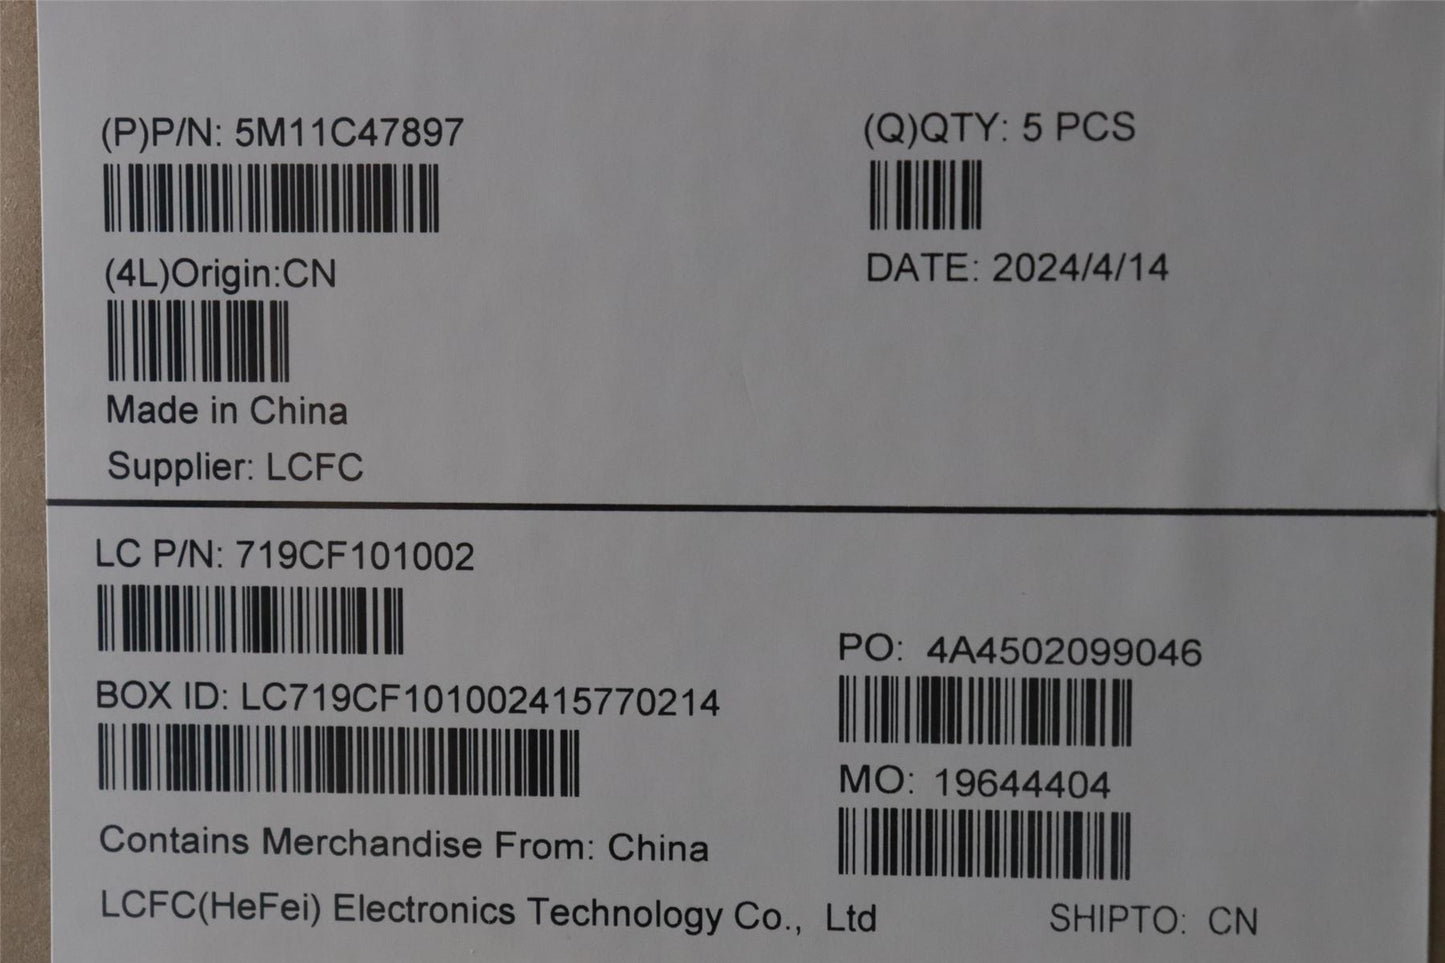 (P)P/N: 5M11C47897
(Q)QTY: 5 PCS
(4L)Origin:CN
DATE: 2024/4/14
Made in China
Supplier: LCFC
LC P/N: 719CF101002
PO: 4A4502099046
BOX ID: LC719CF101002415770214
MO: 19644404
Contains Merchandise From: China
LCFC(HeFei) Electronics Technology Co., Ltd
SHIPTO: CN